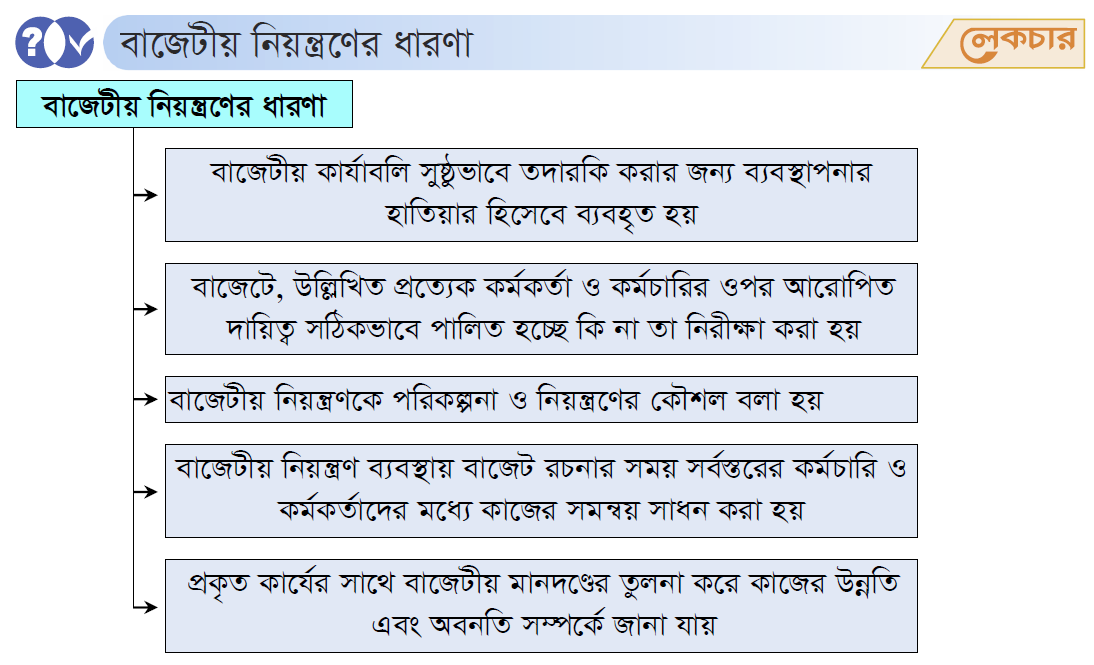 বাজেটীয় নিয়ন্ত্রণের ধারণা
লেকচার
বাজেটীয় নিয়ন্ত্রণের ধারণা
বাজেটীয় কার্যাবলি সুষ্ঠুভাবে তদারকি করার জন্য ব্যবস্থাপনার
হাতিয়ার হিসেবে ব্যবহৃত হয়
বাজেটে, উল্লিখিত প্রত্যেক কর্মকর্তা ও কর্মচারির ওপর আরোপিত
দায়িত্ব সঠিকভাবে পালিত হচ্ছে কি না তা নিরীক্ষা করা হয়
বাজেটীয় নিয়ন্ত্রণকে পরিকল্পনা ও নিয়ন্ত্রণের কৌশল বলা হয়
বাজেটীয় নিয়ন্ত্রণ ব্যবস্থায় বাজেট রচনার সময় সর্বস্তরের কর্মচারি ও
কর্মকর্তাদের মধ্যে কাজের সমন্বয় সাধন করা হয়
প্রকৃত কার্যের সাথে বাজেটীয় মানদণ্ডের তুলনা করে কাজের উন্নতি
এবং অবনতি সম্পর্কে জানা যায়